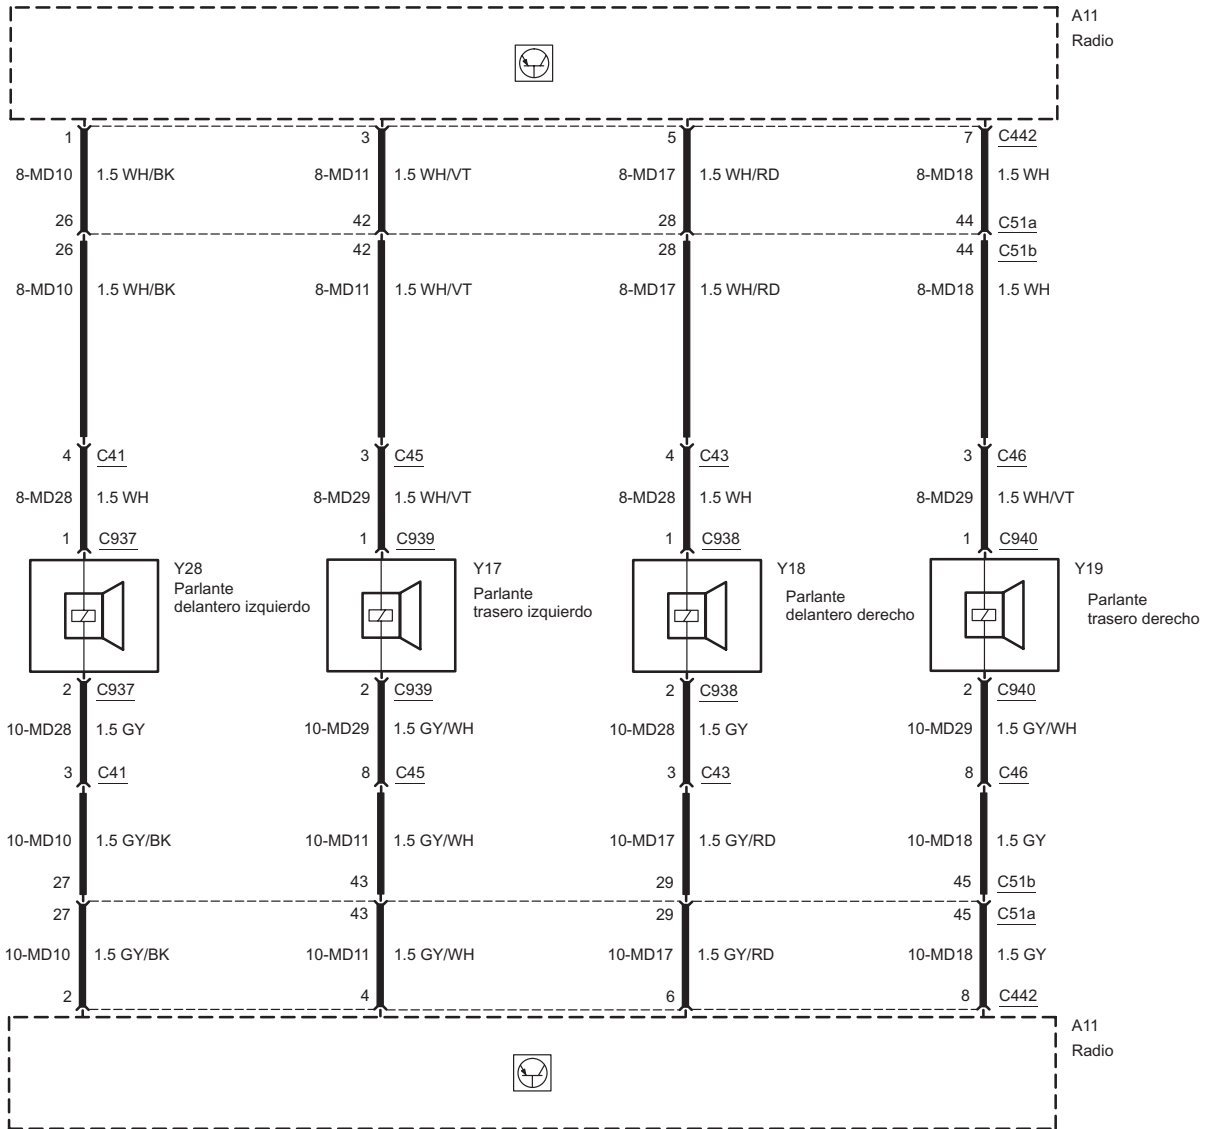 A11
Radio
1 3 5 7 C442
8-MD10 1.5 WH/BK 8-MD11 1.5 WH/VT 8-MD17 1.5 WH/RD 8-MD18 1.5 WH
26 42 28 44 C51a
26 42 28 44 C51b
8-MD10 1.5 WH/BK 8-MD11 1.5 WH/VT 8-MD17 1.5 WH/RD 8-MD18 1.5 WH
4 C41 3 C45 4 C43 3 C46
8-MD28 1.5 WH 8-MD29 1.5 WH/VT 8-MD28 1.5 WH 8-MD29 1.5 WH/VT
1 C937 1 C939 1 C938 1 C940
Y28
Parlante
delantero izquierdo
Y17
Parlante
trasero izquierdo
Y18
Parlante
delantero derecho
Y19
Parlante
trasero derecho
2 C937 2 C939 2 C938 2 C940
10-MD28 1.5 GY 10-MD29 1.5 GY/WH 10-MD28 1.5 GY 10-MD29 1.5 GY/WH
3 C41 8 C45 3 C43 8 C46
10-MD10 1.5 GY/BK 10-MD11 1.5 GY/WH 10-MD17 1.5 GY/RD 10-MD18 1.5 GY
27 43 29 45 C51b
27 43 29 45 C51a
10-MD10 1.5 GY/BK 10-MD11 1.5 GY/WH 10-MD17 1.5 GY/RD 10-MD18 1.5 GY
2 4 6 8 C442
A11
Radio